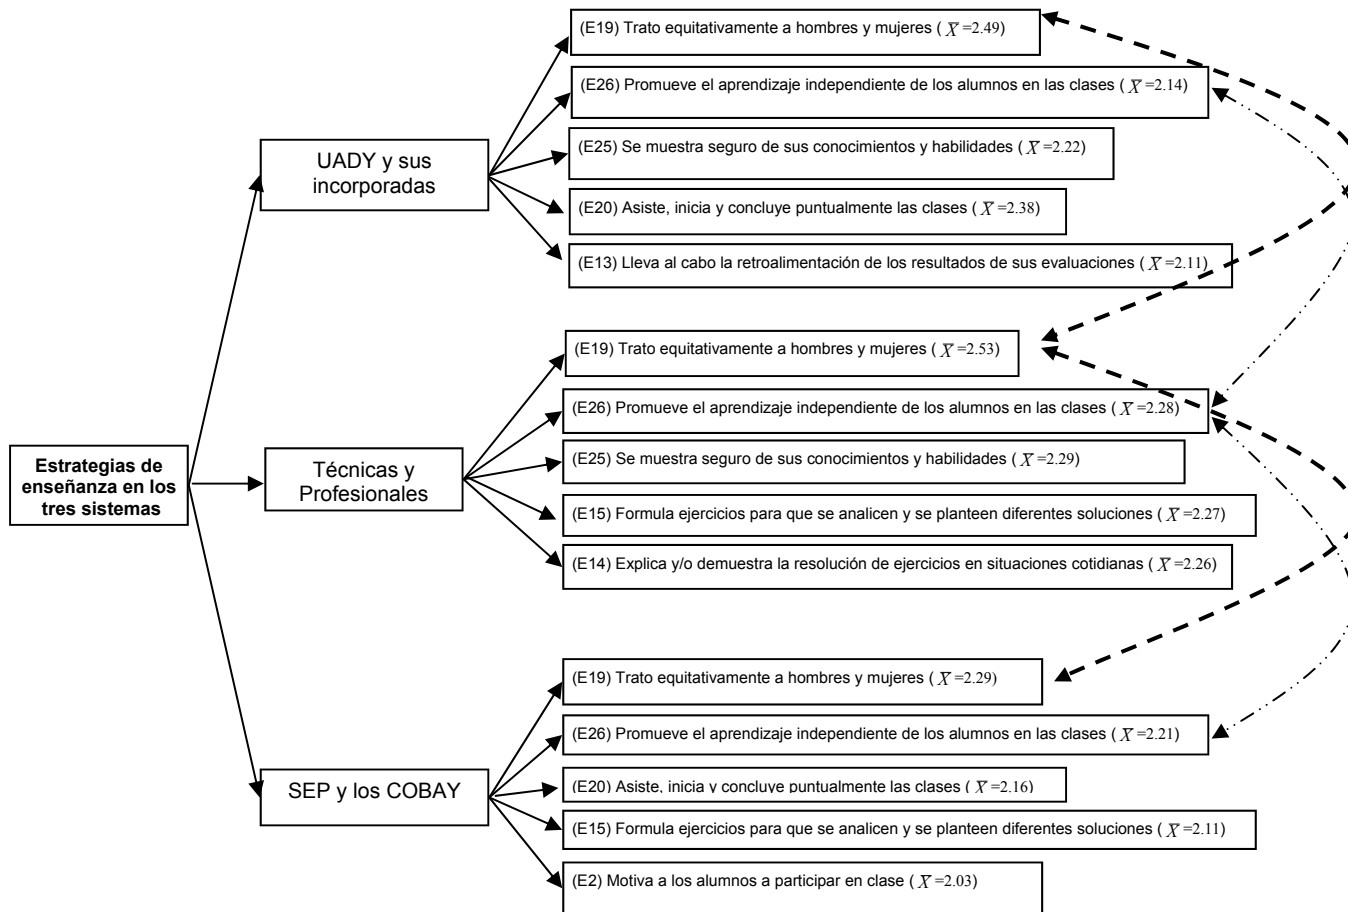 (E19) Trato equitativamente a hombres y mujeres ( X̅ =2.49)
(E26) Promueve el aprendizaje independiente de los alumnos en las clases ( X̅ =2.14)
UADY y sus
incorporadas
(E25) Se muestra seguro de sus conocimientos y habilidades ( X̅ =2.22)
(E20) Asiste, inicia y concluye puntualmente las clases ( X̅ =2.38)
(E13) Lleva al cabo la retroalimentación de los resultados de sus evaluaciones ( X̅ =2.11)
(E19) Trato equitativamente a hombres y mujeres ( X̅ =2.53)
(E26) Promueve el aprendizaje independiente de los alumnos en las clases ( X̅ =2.28)
Estrategias de
enseñanza en los
tres sistemas
Técnicas y
Profesionales
(E25) Se muestra seguro de sus conocimientos y habilidades ( X̅ =2.29)
(E15) Formula ejercicios para que se analicen y se planteen diferentes soluciones ( X̅ =2.27)
(E14) Explica y/o demuestra la resolución de ejercicios en situaciones cotidianas ( X̅ =2.26)
(E19) Trato equitativamente a hombres y mujeres ( X̅ =2.29)
(E26) Promueve el aprendizaje independiente de los alumnos en las clases ( X̅ =2.21)
SEP y los COBAY
(E20) Asiste, inicia y concluye puntualmente las clases ( X̅ =2.16)
(E15) Formula ejercicios para que se analicen y se planteen diferentes soluciones ( X̅ =2.11)
(E2) Motiva a los alumnos a participar en clase ( X̅ =2.03)